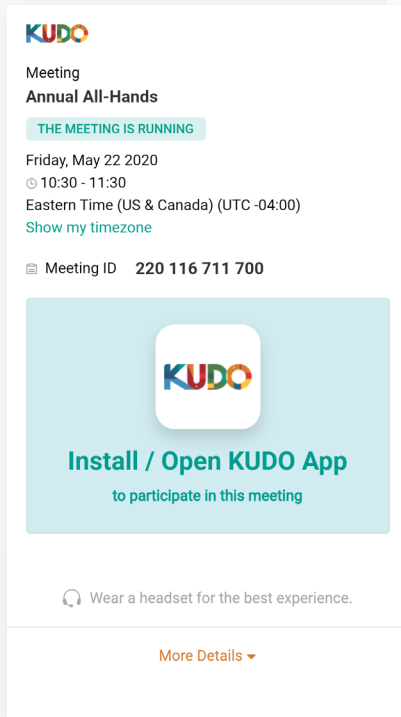 KUDO
Meeting
Annual All-Hands
THE MEETING IS RUNNING
Friday, May 22 2020
10:30 - 11:30
Eastern Time (US & Canada) (UTC -04:00)
Show my timezone
Meeting ID 220 116 711 700
KUDO
Install / Open KUDO App
to participate in this meeting
Wear a headset for the best experience.
More Details